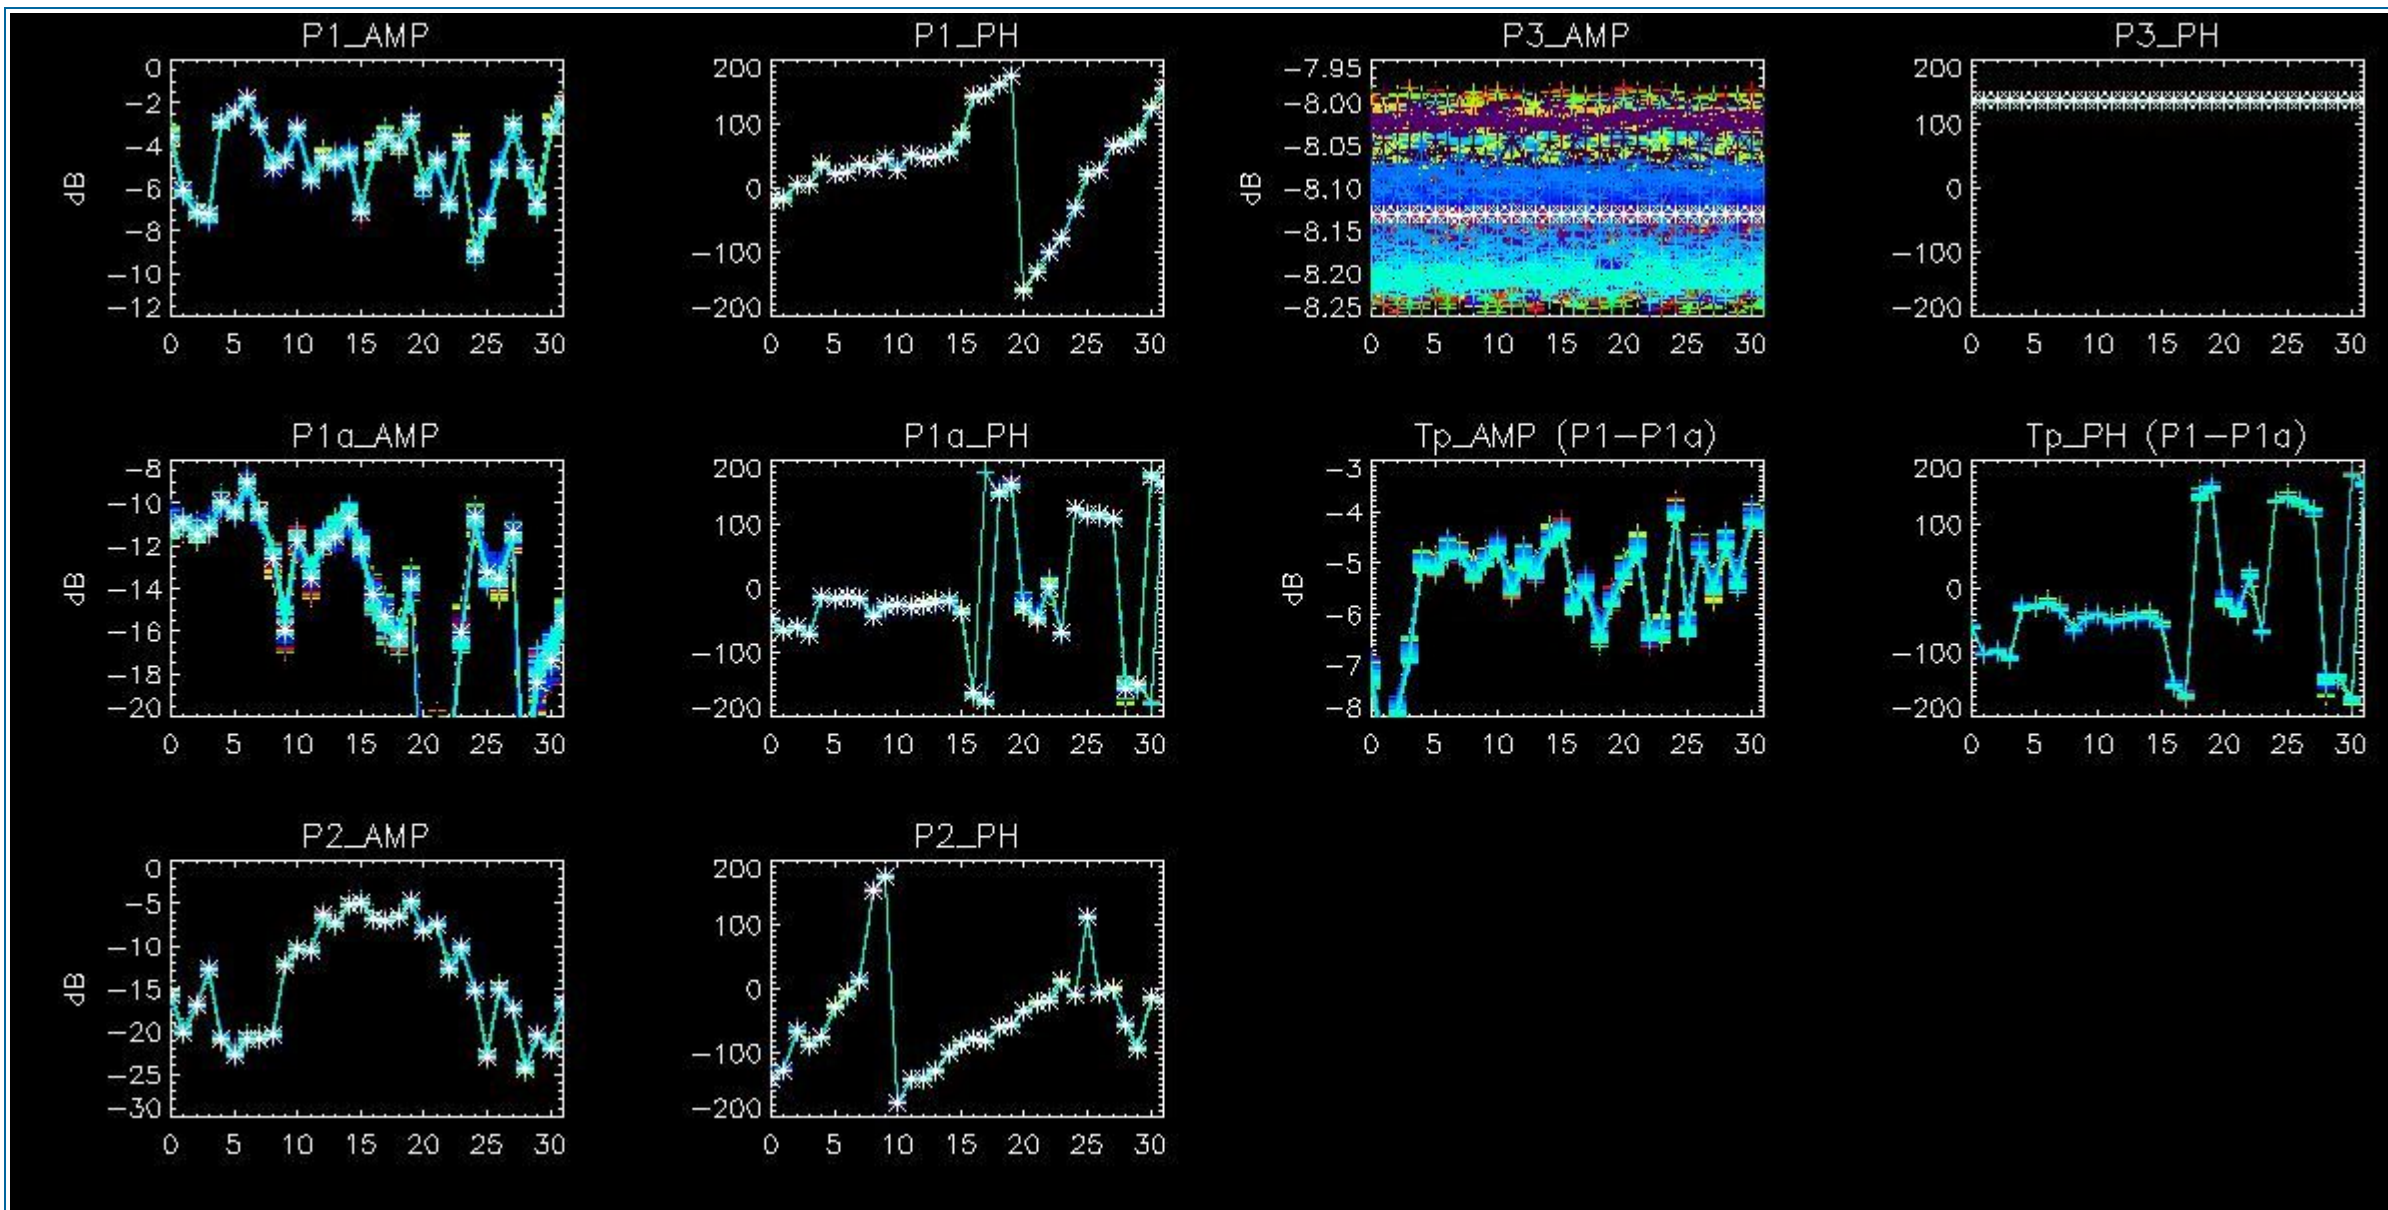 P1_AMP P1_PH P3_AMP P3_PH
0 200 −7.95 200
−2 −8.00
−4 100 −8.05 100
dB −6 0 dB −8.10 0
−8 −8.15
−10 −100 −8.20 −100
−12 −200 −8.25 −200
0 5 10 15 20 25 30 0 5 10 15 20 25 30 0 5 10 15 20 25 30 0 5 10 15 20 25 30
P1a_AMP P1a_PH Tp_AMP (P1−P1a) Tp_PH (P1−P1a)
−8 200 −3 200
−10 100 −4 100
−12
dB −14 0 dB −5 0
−16 −6
−18 −100 −7 −100
−20 −200 −8 −200
0 5 10 15 20 25 30 0 5 10 15 20 25 30 0 5 10 15 20 25 30 0 5 10 15 20 25 30
P2_AMP P2_PH
0 200
−5 100
−10
dB −15 0
−20 −100
−25
−30 −200
0 5 10 15 20 25 30 0 5 10 15 20 25 30